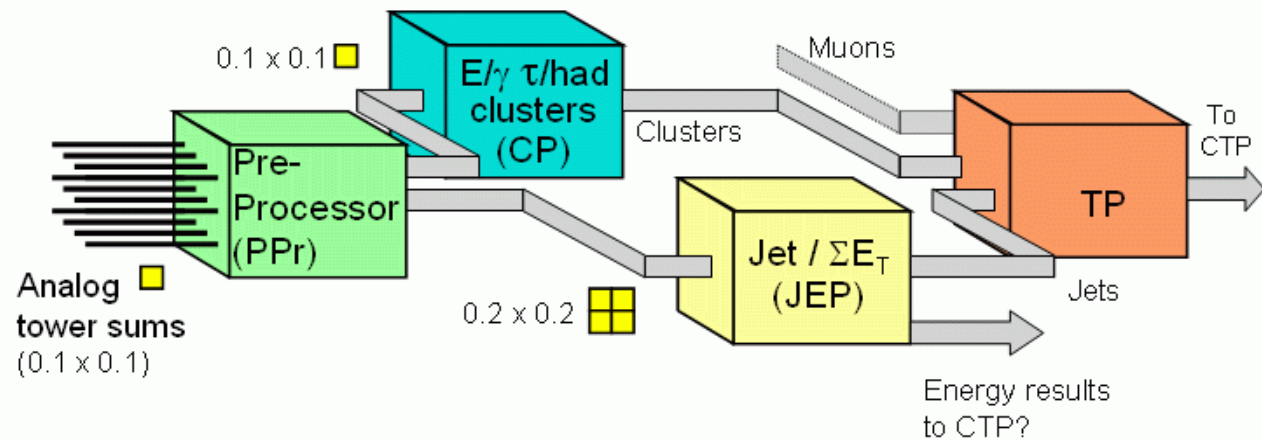 0.1 x 0.1
E/γ τ/had
clusters
(CP)
Muons
To
CTP
Clusters
Pre-
Processor
(PPr)
TP
Jet / ΣE_T
(JEP)
Jets
Analog
tower sums
(0.1 x 0.1)
0.2 x 0.2
Energy results
to CTP?